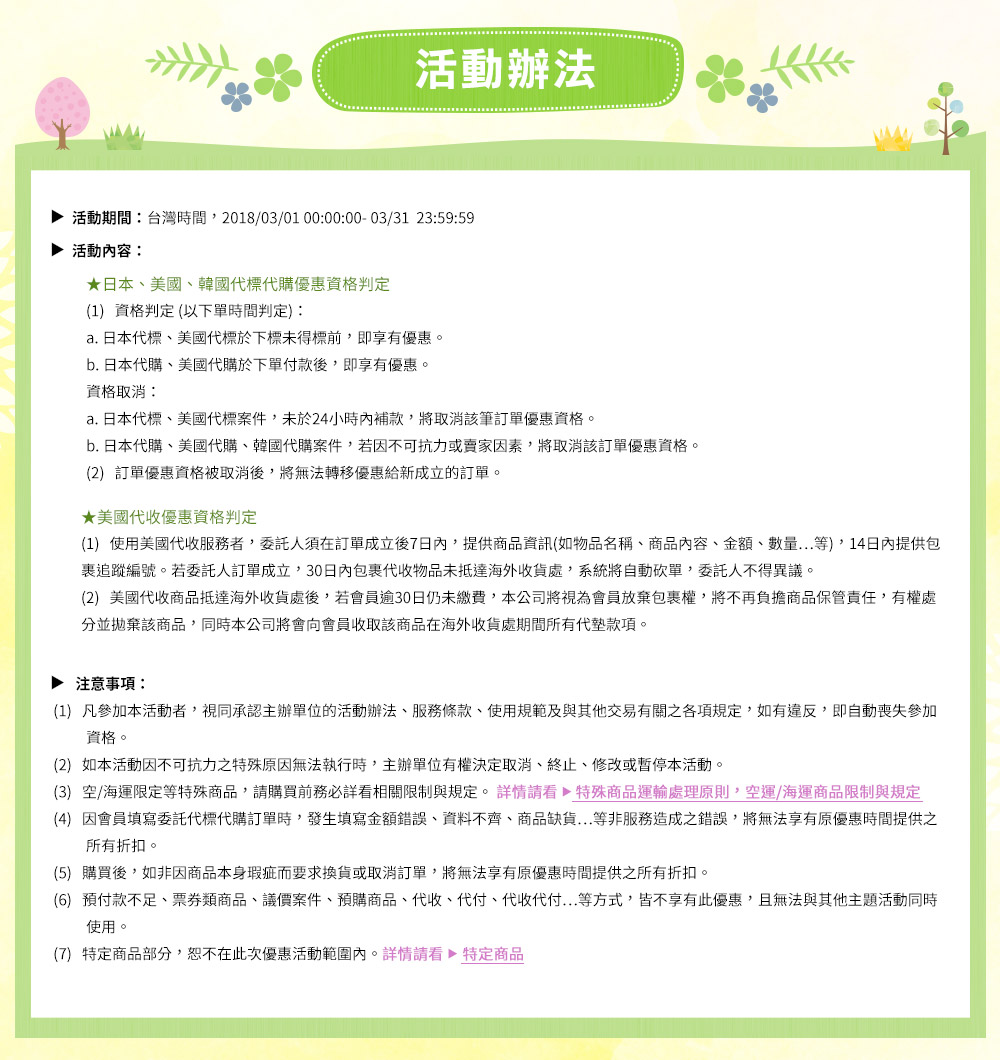 活動辦法
▶ 活動期間：台灣時間，2018/03/01 00:00:00- 03/31 23:59:59
▶ 活動內容：
★日本、美國、韓國代標代購優惠資格判定
(1) 資格判定 (以下單時間判定)：
a. 日本代標、美國代標於下標未得標前，即享有優惠。
b. 日本代購、美國代購於下單付款後，即享有優惠。
資格取消：
a. 日本代標、美國代標案件，未於24小時內補款，將取消該筆訂單優惠資格。
b. 日本代購、美國代購、韓國代購案件，若因不可抗力或賣家因素，將取消該訂單優惠資格。
(2) 訂單優惠資格被取消後，將無法轉移優惠給新成立的訂單。
★美國代收優惠資格判定
(1) 使用美國代收服務者，委託人須在訂單成立後7日內，提供商品資訊(如物品名稱、商品內容、金額、數量…等)，14日內提供包
裹追蹤編號。若委託人訂單成立，30日內包裹代收物品未抵達海外收貨處，系統將自動砍單，委託人不得異議。
(2) 美國代收商品抵達海外收貨處後，若會員逾30日仍未繳費，本公司將視為會員放棄包裹權，將不再負擔商品保管責任，有權處
分並拋棄該商品，同時本公司將會向會員收取該商品在海外收貨處期間所有代墊款項。
▶ 注意事項：
(1) 凡參加本活動者，視同承認主辦單位的活動辦法、服務條款、使用規範及與其他交易有關之各項規定，如有違反，即自動喪失參加
資格。
(2) 如本活動因不可抗力之特殊原因無法執行時，主辦單位有權決定取消、終止、修改或暫停本活動。
(3) 空/海運限定等特殊商品，請購買前務必詳看相關限制與規定。 詳情請看▶特殊商品運輸處理原則，空運/海運商品限制與規定
(4) 因會員填寫委託代標代購訂單時，發生填寫金額錯誤、資料不齊、商品缺貨…等非服務造成之錯誤，將無法享有原優惠時間提供之
所有折扣。
(5) 購買後，如非因商品本身瑕疵而要求換貨或取消訂單，將無法享有原優惠時間提供之所有折扣。
(6) 預付款不足、票券類商品、議價案件、預購商品、代收、代付、代收代付…等方式，皆不享有此優惠，且無法與其他主題活動同時
使用。
(7) 特定商品部分，恕不在此次優惠活動範圍內。詳情請看▶特定商品